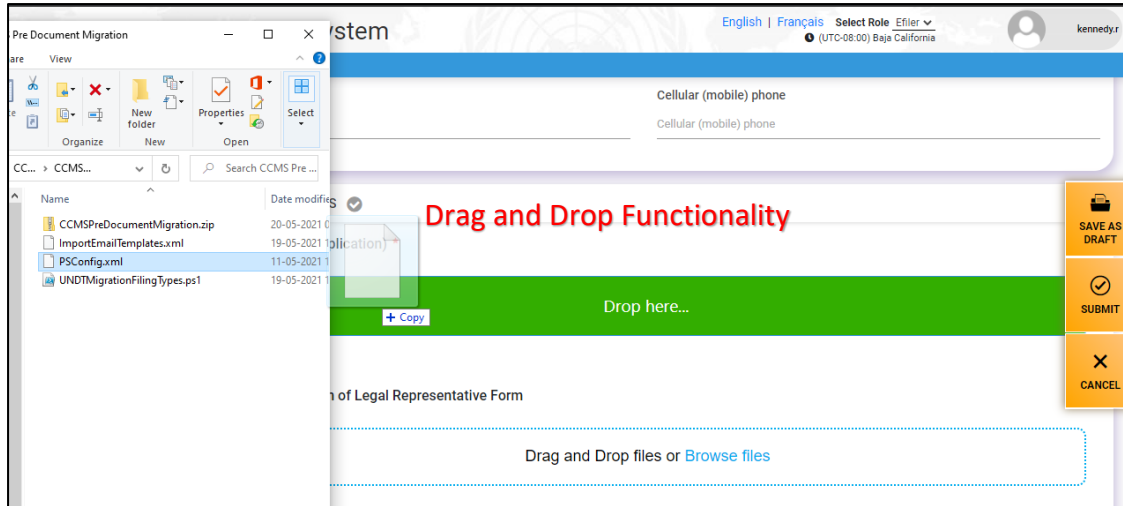 Pre Document Migration
are View
New folder
Properties
Select
Organize New Open
CC... › CCMS...
Search CCMS Pre ...
Name Date modifie
CCMSPreDocumentMigration.zip 20-05-2021
ImportEmailTemplates.xml 19-05-2021 1
PSConfig.xml 11-05-2021 1
UNDTMigrationFilingTypes.ps1 19-05-2021 1
+ Copy
ystem
English | Français Select Role Efiler
(UTC-08:00) Baja California
kennedy.r
Cellular (mobile) phone
Cellular (mobile) phone
Drag and Drop Functionality
plication) *
Drop here...
n of Legal Representative Form
Drag and Drop files or Browse files
SAVE AS
DRAFT
SUBMIT
CANCEL